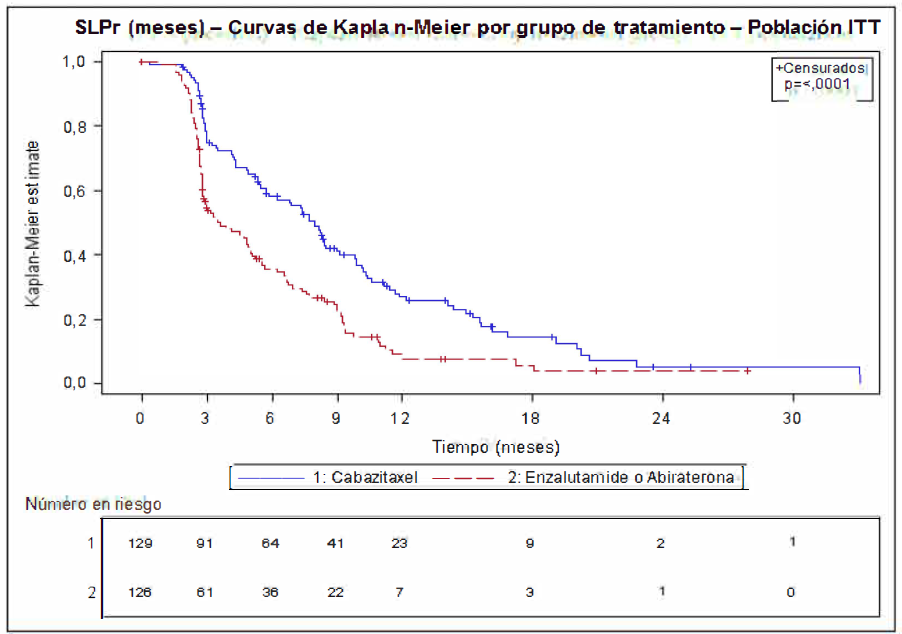 SLPr (meses) – Curvas de Kaplan-Meier por grupo de tratamiento – Población ITT
+Censurados
p=<,0001
Kaplan-Meier estimate
1,0
0,8
0,6
0,4
0,2
0,0
0 3 6 9 12 18 24 30
Tiempo (meses)
1: Cabazitaxel 2: Enzalutamide o Abiraterona
Número en riesgo
1 129 91 64 41 23 9 2 1
2 126 61 36 22 7 3 1 0